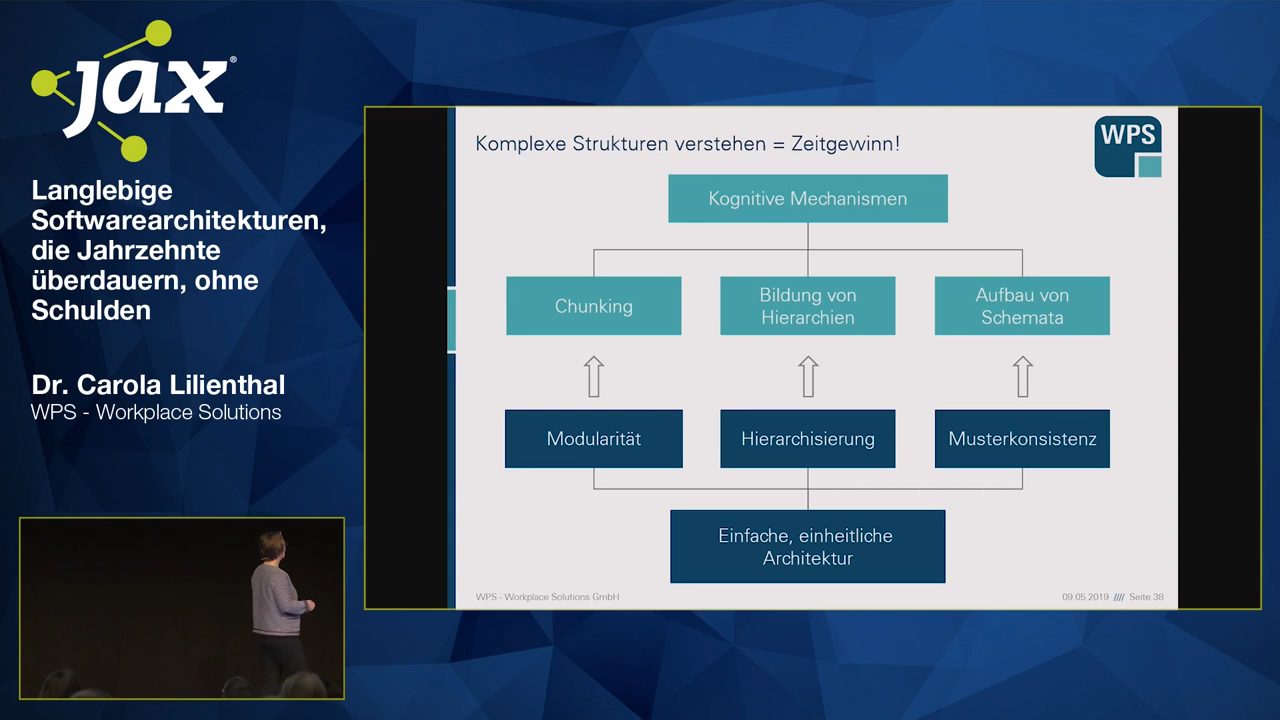 jax®
Langlebige
Softwarearchitekturen,
die Jahrzehnte
überdauern, ohne
Schulden
Dr. Carola Lilienthal
WPS - Workplace Solutions
Komplexe Strukturen verstehen = Zeitgewinn!
WPS
Kognitive Mechanismen
Chunking
Bildung von
Hierarchien
Aufbau von
Schemata
Modularität
Hierarchisierung
Musterkonsistenz
Einfache, einheitliche
Architektur
WPS - Workplace Solutions GmbH
09.05.2019 //// Seite 38